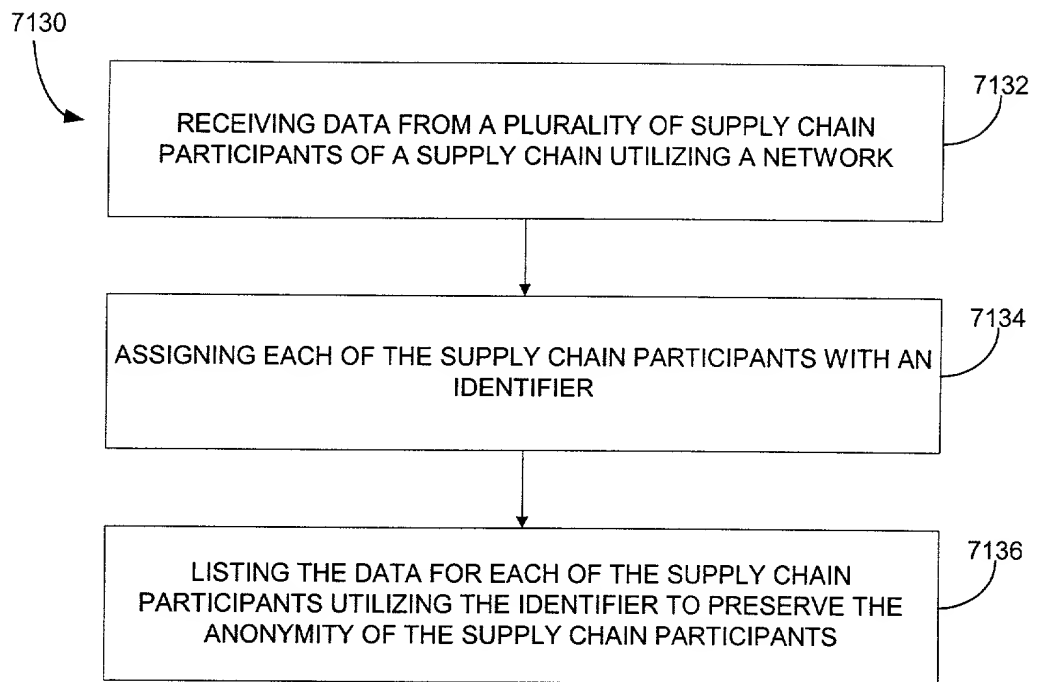 7130
7132
RECEIVING DATA FROM A PLURALITY OF SUPPLY CHAIN
PARTICIPANTS OF A SUPPLY CHAIN UTILIZING A NETWORK
7134
ASSIGNING EACH OF THE SUPPLY CHAIN PARTICIPANTS WITH AN
IDENTIFIER
7136
LISTING THE DATA FOR EACH OF THE SUPPLY CHAIN
PARTICIPANTS UTILIZING THE IDENTIFIER TO PRESERVE THE
ANONYMITY OF THE SUPPLY CHAIN PARTICIPANTS